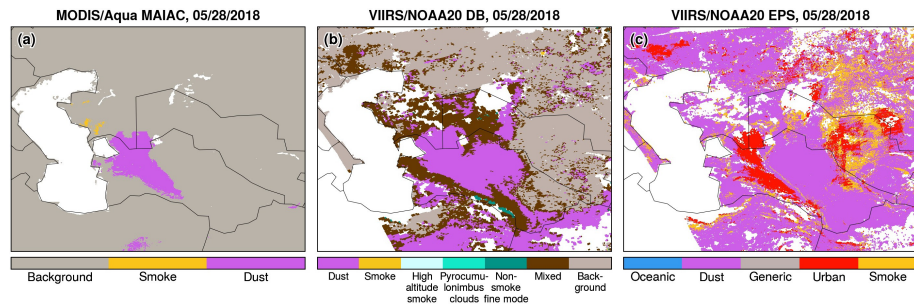 MODIS/Aqua MAIAC, 05/28/2018
(a)
Background Smoke Dust
VIIRS/NOAA20 DB, 05/28/2018
(b)
Dust Smoke High altitude smoke Pyrocumu- lonimbus clouds Non- smoke fine mode Mixed Back- ground
VIIRS/NOAA20 EPS, 05/28/2018
(c)
Oceanic Dust Generic Urban Smoke